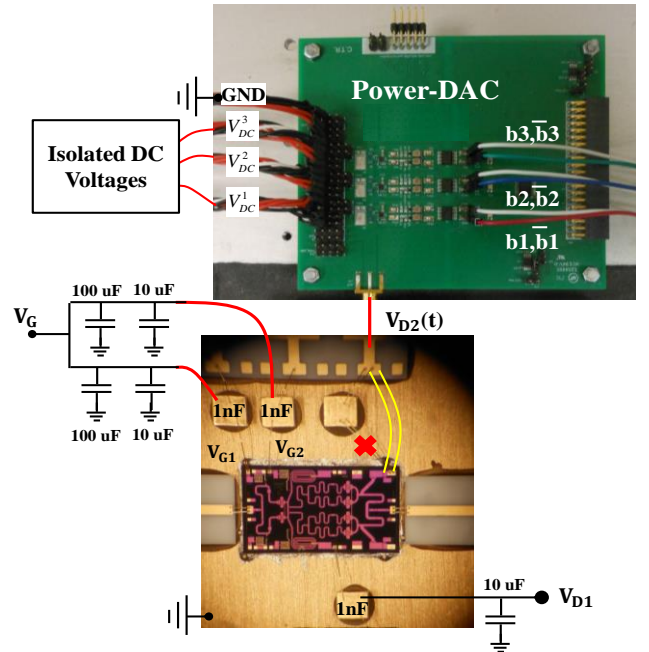 C.T.R.
GND
Power-DAC
Isolated DC
Voltages
V³DC
V²DC
V¹DC
b3,b̅3
b2,b̅2
b1,b̅1
100 uF
10 uF
VG
VD2(t)
100 uF
10 uF
1nF
1nF
VG1
VG2
10 uF
VD1
1nF